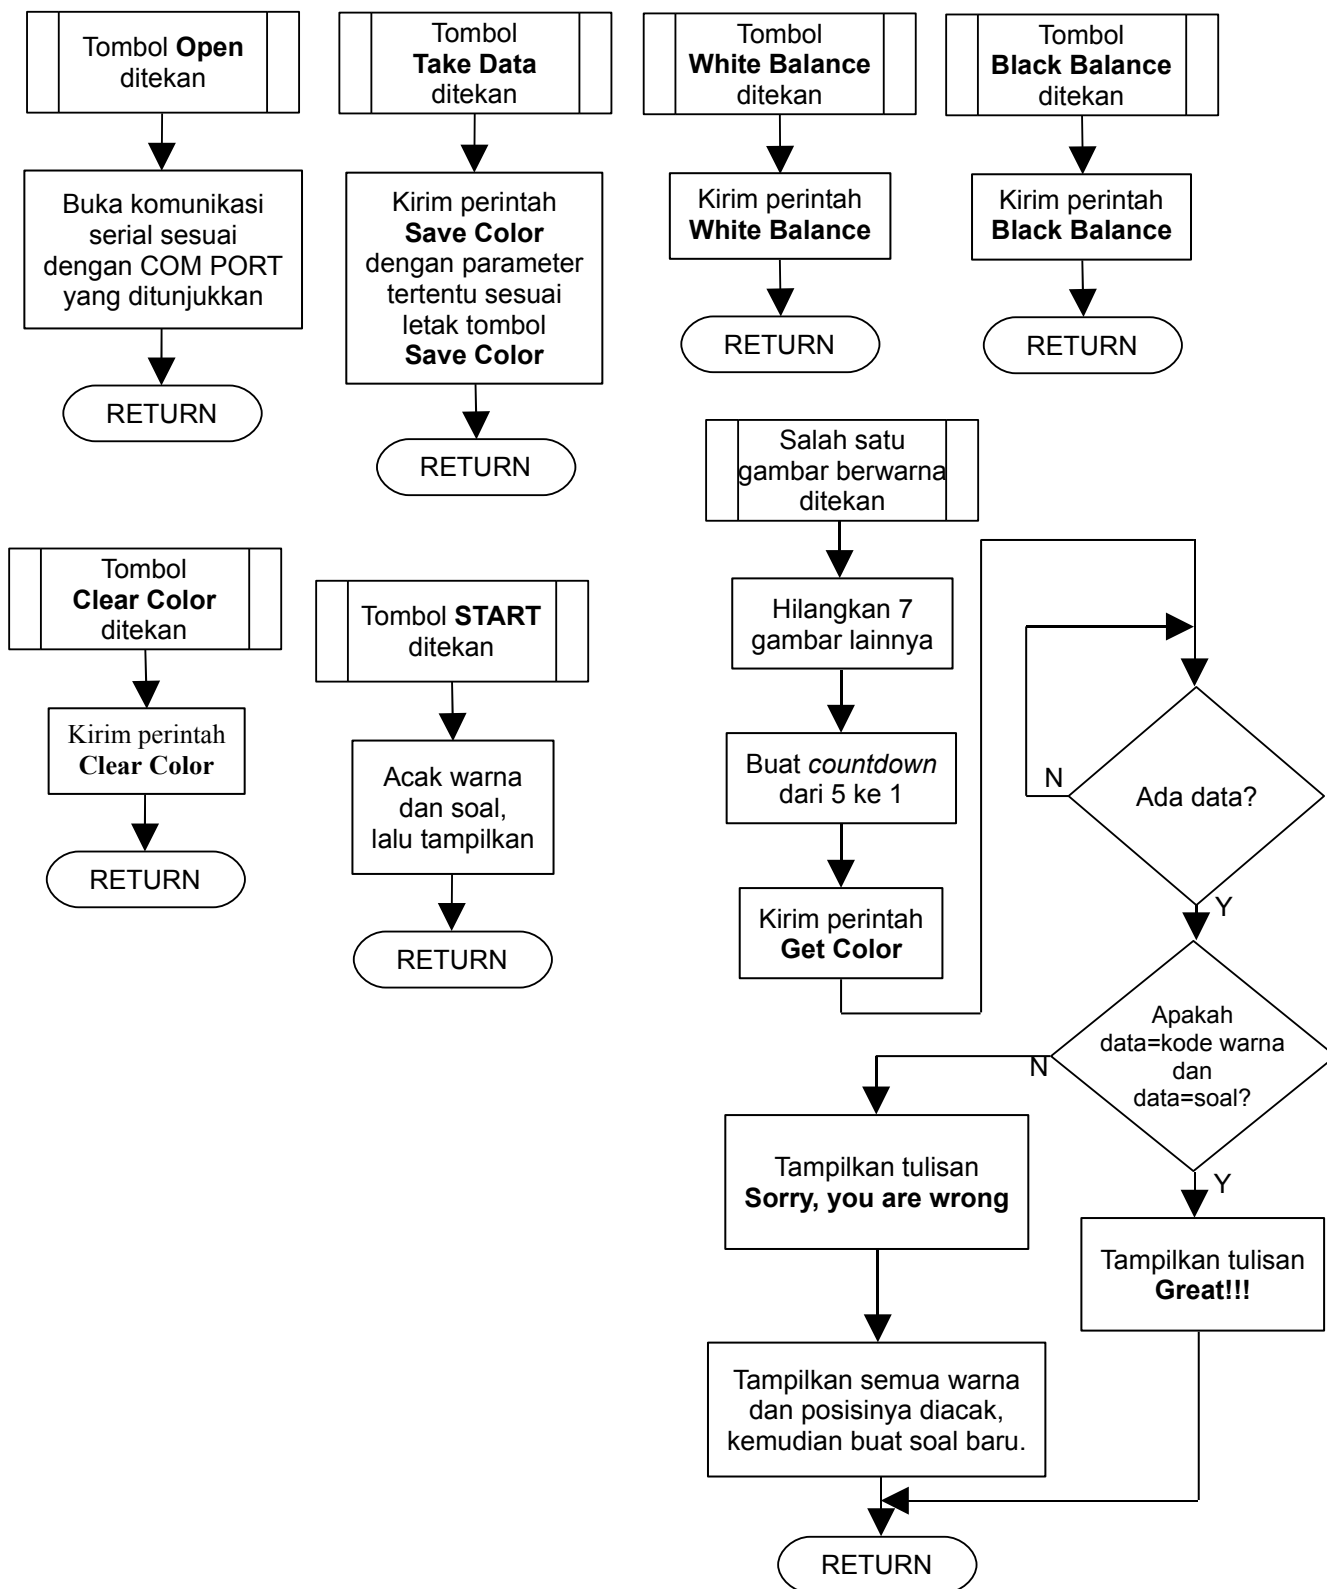 Tombol Open
ditekan
Buka komunikasi
serial sesuai
dengan COM PORT
yang ditunjukkan
RETURN
Tombol
Take Data
ditekan
Kirim perintah
Save Color
dengan parameter
tertentu sesuai
letak tombol
Save Color
RETURN
Tombol
White Balance
ditekan
Kirim perintah
White Balance
RETURN
Tombol
Black Balance
ditekan
Kirim perintah
Black Balance
RETURN
Tombol
Clear Color
ditekan
Kirim perintah
Clear Color
RETURN
Tombol START
ditekan
Acak warna
dan soal,
lalu tampilkan
RETURN
Salah satu
gambar berwarna
ditekan
Hilangkan 7
gambar lainnya
Buat countdown
dari 5 ke 1
Kirim perintah
Get Color
Ada data?
N
Y
Apakah
data=kode warna
dan
data=soal?
N
Y
Tampilkan tulisan
Sorry, you are wrong
Tampilkan tulisan
Great!!!
Tampilkan semua warna
dan posisinya diacak,
kemudian buat soal baru.
RETURN